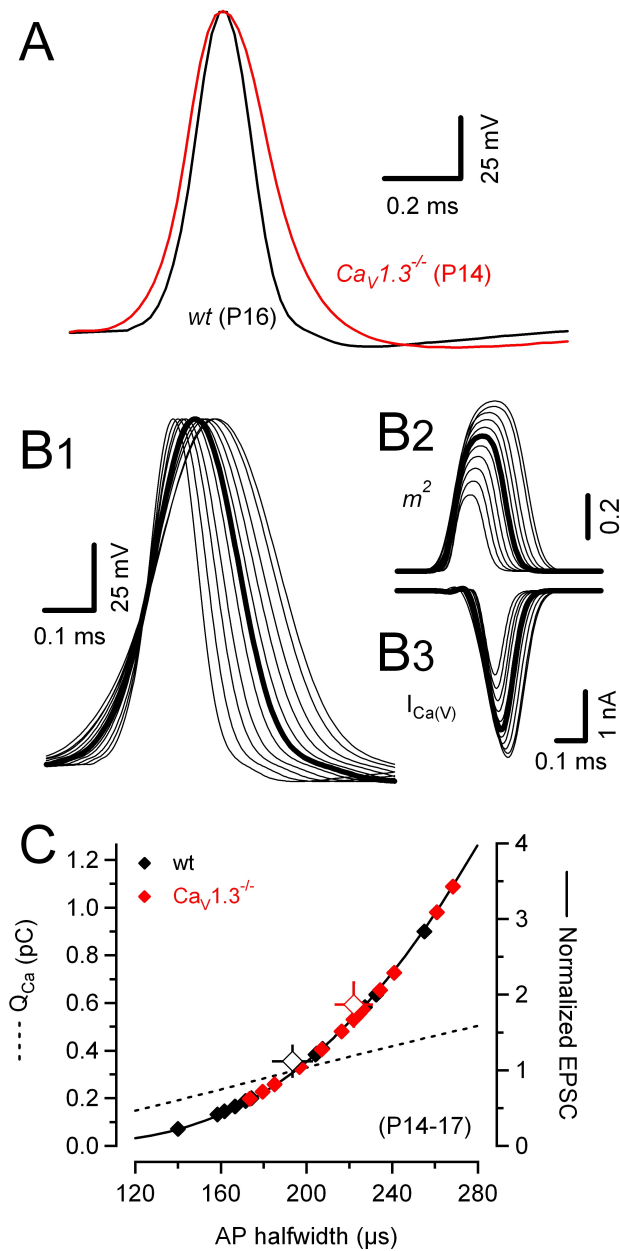 A
25 mV
0.2 ms
CaV1.3-/- (P14)
wt (P16)
B1
25 mV
0.1 ms
B2
m2
0.2
B3
ICa(V)
1 nA
0.1 ms
C
wt
CaV1.3-/-
QCa (pC)
1.2
1.0
0.8
0.6
0.4
0.2
0.0
4
3
2
1
0
Normalized EPSC
(P14-17)
120 160 200 240 280
AP halfwidth (µs)